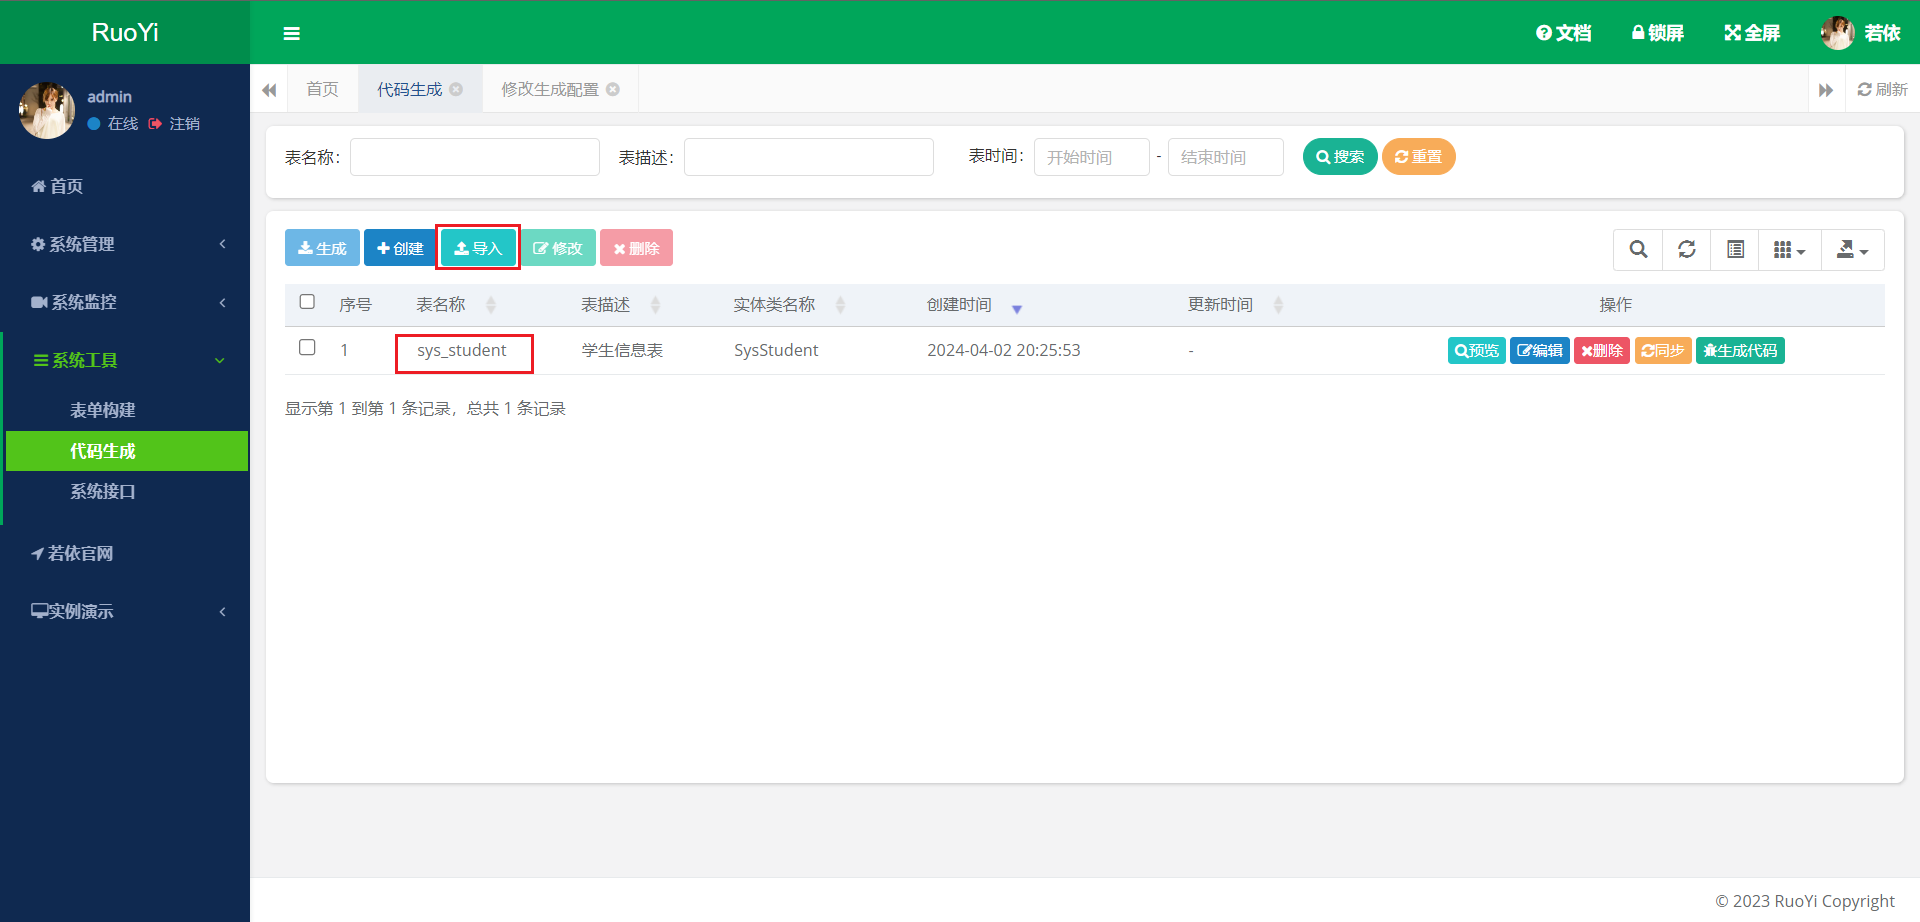 RuoYi
文档 锁屏 全屏 若依
admin
在线 注销
首页 代码生成 修改生成配置 刷新
表名称： 表描述： 表时间： 开始时间 - 结束时间 搜索 重置
首页
系统管理
系统监控
系统工具
表单构建
代码生成
系统接口
若依官网
实例演示
生成 创建 导入 修改 删除
序号 表名称 表描述 实体类名称 创建时间 更新时间 操作
1 sys_student 学生信息表 SysStudent 2024-04-02 20:25:53 - 预览 编辑 删除 同步 生成代码
显示第 1 到第 1 条记录，总共 1 条记录
© 2023 RuoYi Copyright